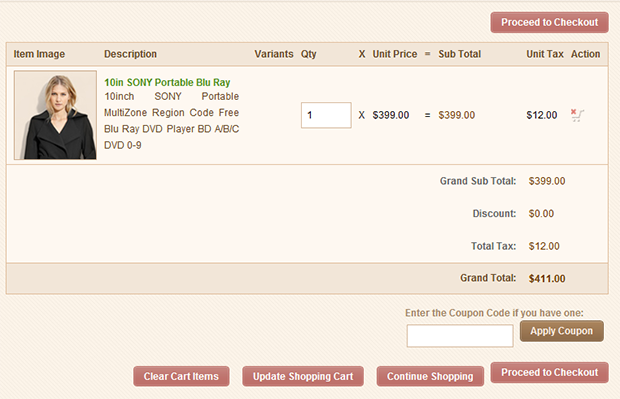 Proceed to Checkout
Item Image Description Variants Qty X Unit Price = Sub Total Unit Tax Action
10in SONY Portable Blu Ray
10inch SONY Portable
MultiZone Region Code Free
Blu Ray DVD Player BD A/B/C
DVD 0-9
1 X $399.00 = $399.00 $12.00
Grand Sub Total: $399.00
Discount: $0.00
Total Tax: $12.00
Grand Total: $411.00
Enter the Coupon Code if you have one:
Apply Coupon
Clear Cart Items Update Shopping Cart Continue Shopping Proceed to Checkout